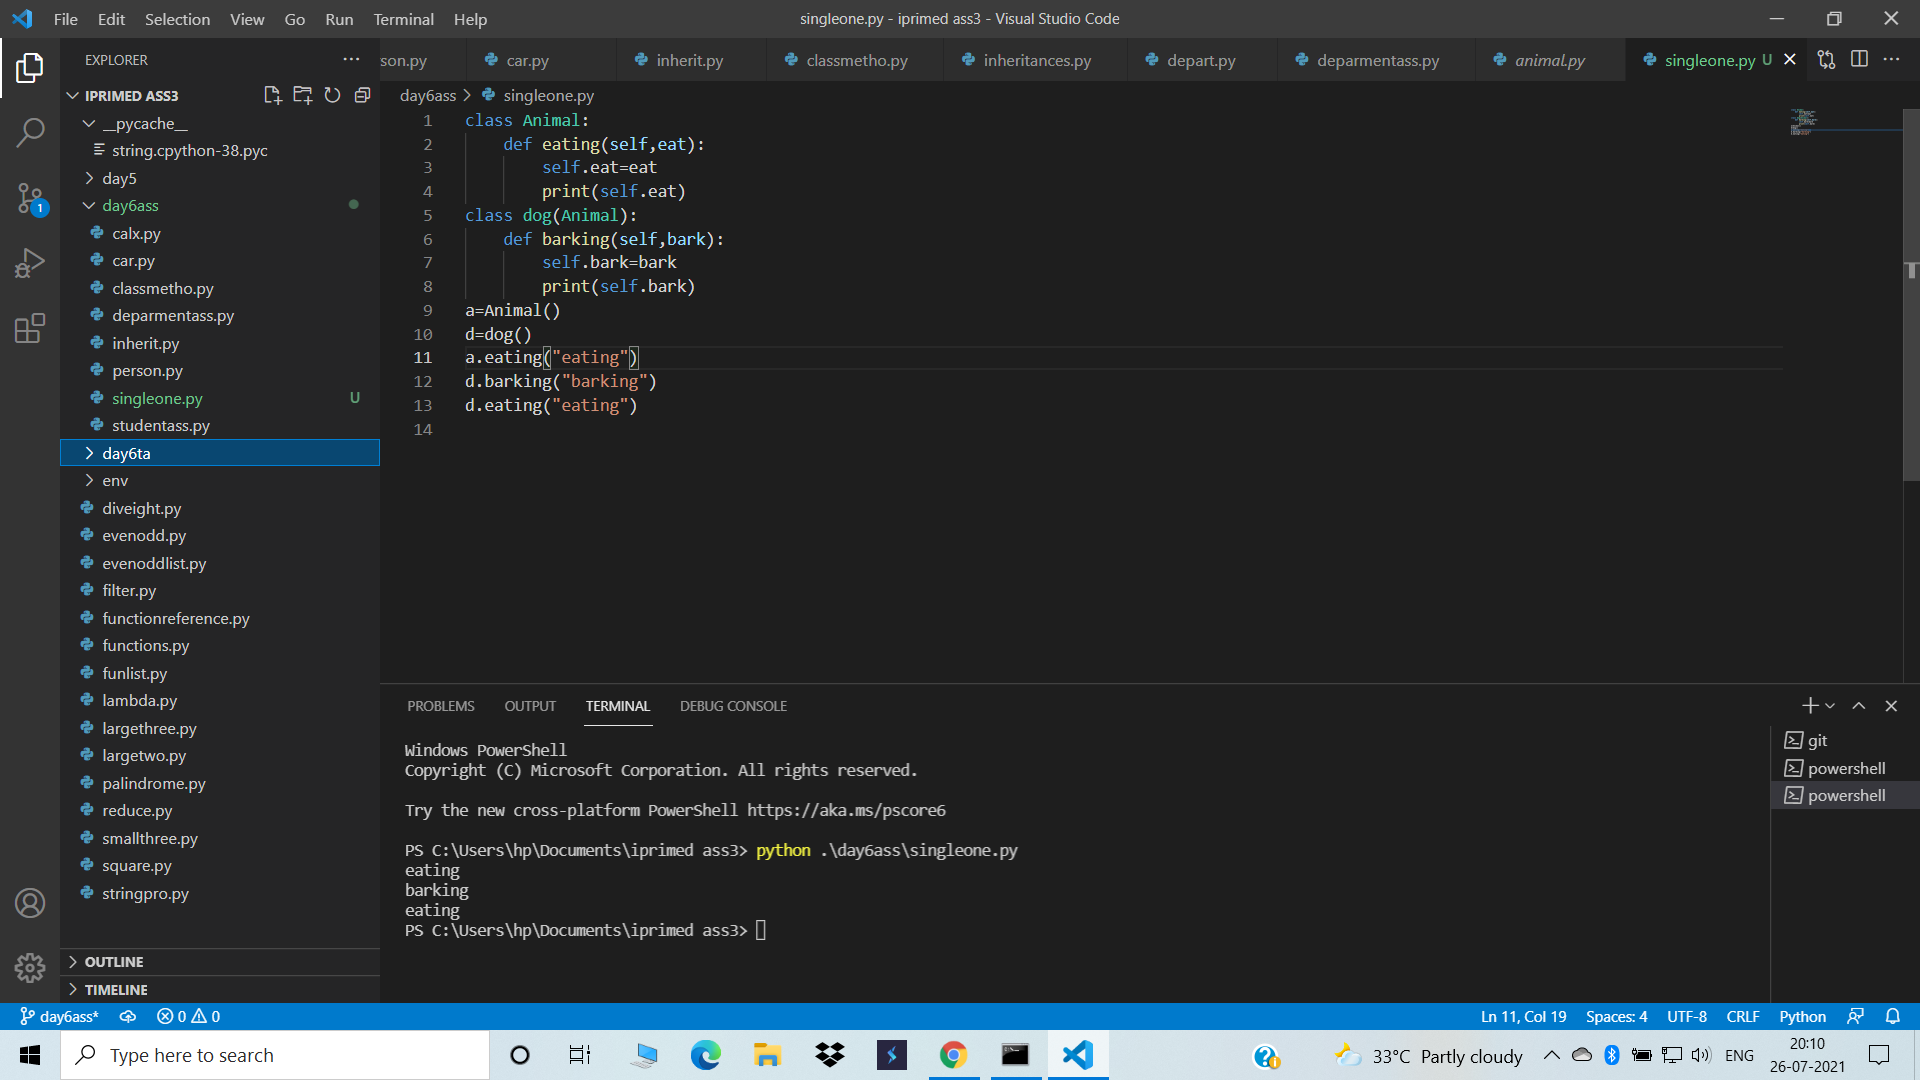 File Edit Selection View Go Run Terminal Help
singleone.py - iprimed ass3 - Visual Studio Code
EXPLORER
son.py car.py inherit.py classmetho.py inheritances.py depart.py deparmentass.py animal.py singleone.py U
IPRIMED ASS3
__pycache__
string.cpython-38.pyc
day5
day6ass
calx.py
car.py
classmetho.py
deparmentass.py
inherit.py
person.py
singleone.py U
studentass.py
day6ta
env
diveight.py
evenodd.py
evenoddlist.py
filter.py
functionreference.py
functions.py
funlist.py
lambda.py
largethree.py
largetwo.py
palindrome.py
reduce.py
smallthree.py
square.py
stringpro.py
OUTLINE
TIMELINE
1
day6ass > singleone.py
1 class Animal:
2 def eating(self,eat):
3 self.eat=eat
4 print(self.eat)
5 class dog(Animal):
6 def barking(self,bark):
7 self.bark=bark
8 print(self.bark)
9 a=Animal()
10 d=dog()
11 a.eating("eating")
12 d.barking("barking")
13 d.eating("eating")
14
PROBLEMS OUTPUT TERMINAL DEBUG CONSOLE
Windows PowerShell
Copyright (C) Microsoft Corporation. All rights reserved.
Try the new cross-platform PowerShell https://aka.ms/pscore6
PS C:\Users\hp\Documents\iprimed ass3> python .\day6ass\singleone.py
eating
barking
eating
PS C:\Users\hp\Documents\iprimed ass3>
git
powershell
powershell
day6ass* 0 0 Ln 11, Col 19 Spaces: 4 UTF-8 CRLF Python
Type here to search
33°C Partly cloudy ENG
20:10
26-07-2021